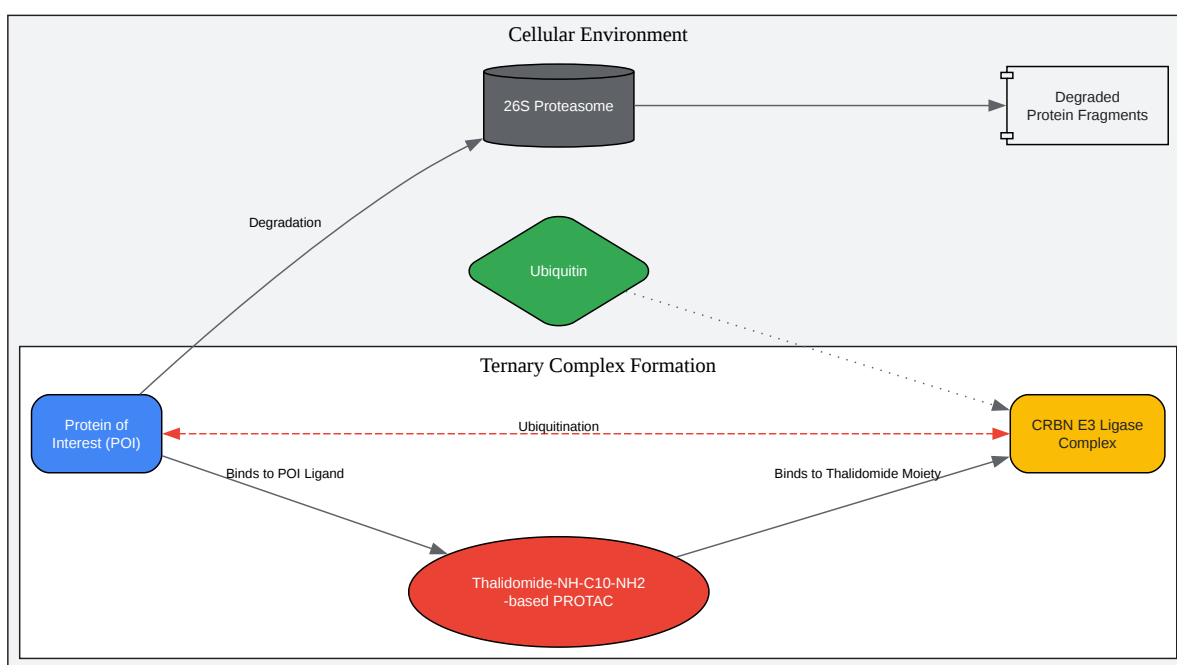 Cellular Environment
26S Proteasome
Degraded
Protein Fragments
Degradation
Ubiquitin
Ternary Complex Formation
Protein of
Interest (POI)
Ubiquitination
CRBN E3 Ligase
Complex
Binds to POI Ligand
Binds to Thalidomide Moiety
Thalidomide-NH-C10-NH2
-based PROTAC